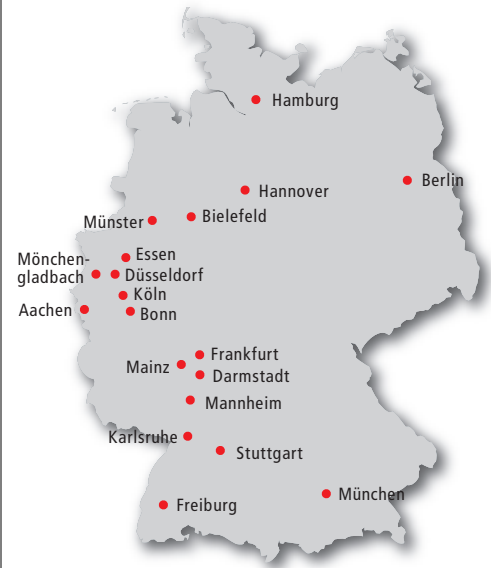 Hamburg
Berlin
Hannover
Bielefeld
Münster
Essen
Mönchen-
gladbach
Düsseldorf
Köln
Aachen
Bonn
Frankfurt
Mainz
Darmstadt
Mannheim
Karlsruhe
Stuttgart
München
Freiburg